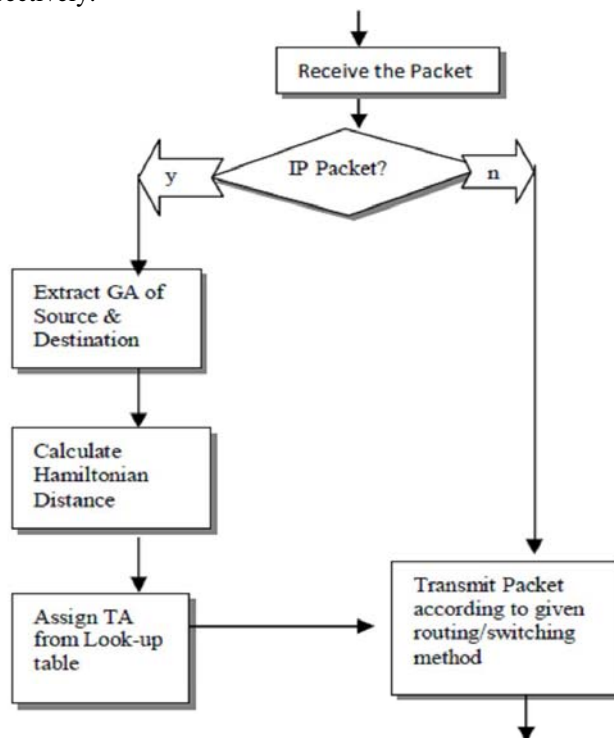 ectively.
Receive the Packet
IP Packet?
y
n
Extract GA of
Source &
Destination
Calculate
Hamiltonian
Distance
Assign TA
from Look-up
table
Transmit Packet
according to given
routing/switching
method